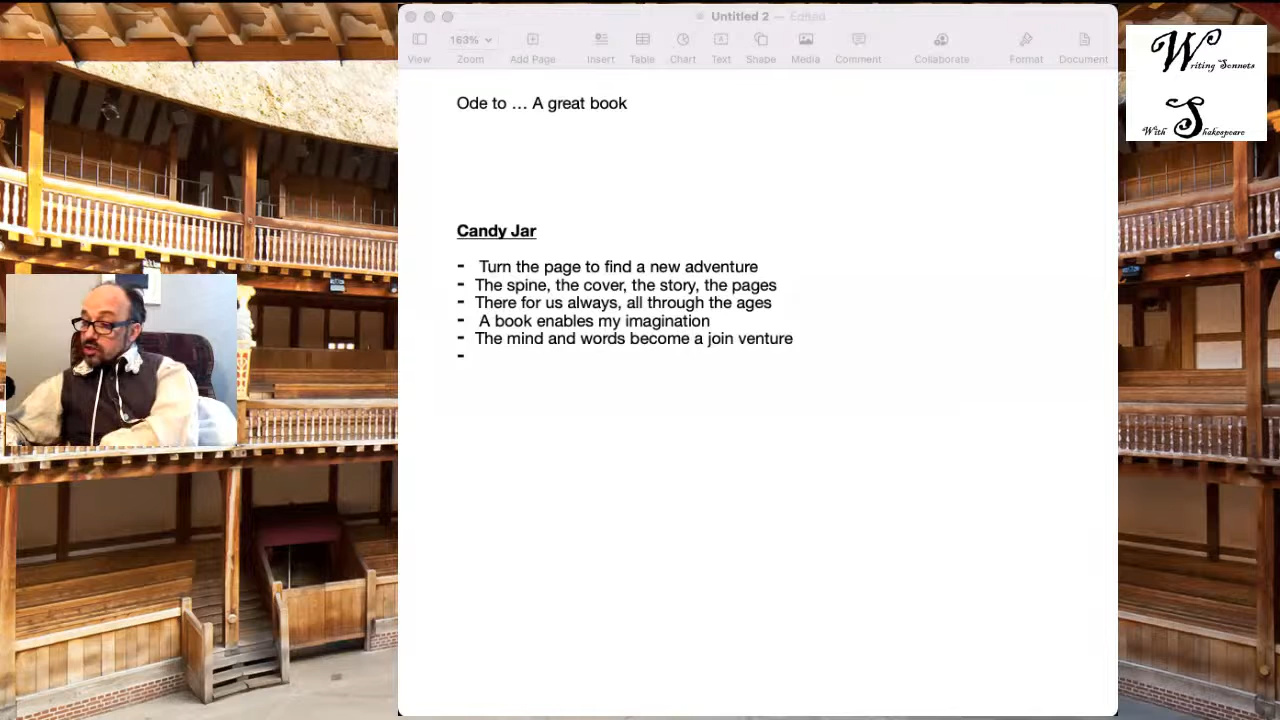 Untitled 2 — Edited
163%
View
Zoom
Add Page
Insert
Table
Chart
Text
Shape
Media
Comment
Collaborate
Format
Document
Writing Sonnets
With Shakespeare
Ode to … A great book
Candy Jar
- Turn the page to find a new adventure
- The spine, the cover, the story, the pages
- There for us always, all through the ages
- A book enables my imagination
- The mind and words become a join venture
-